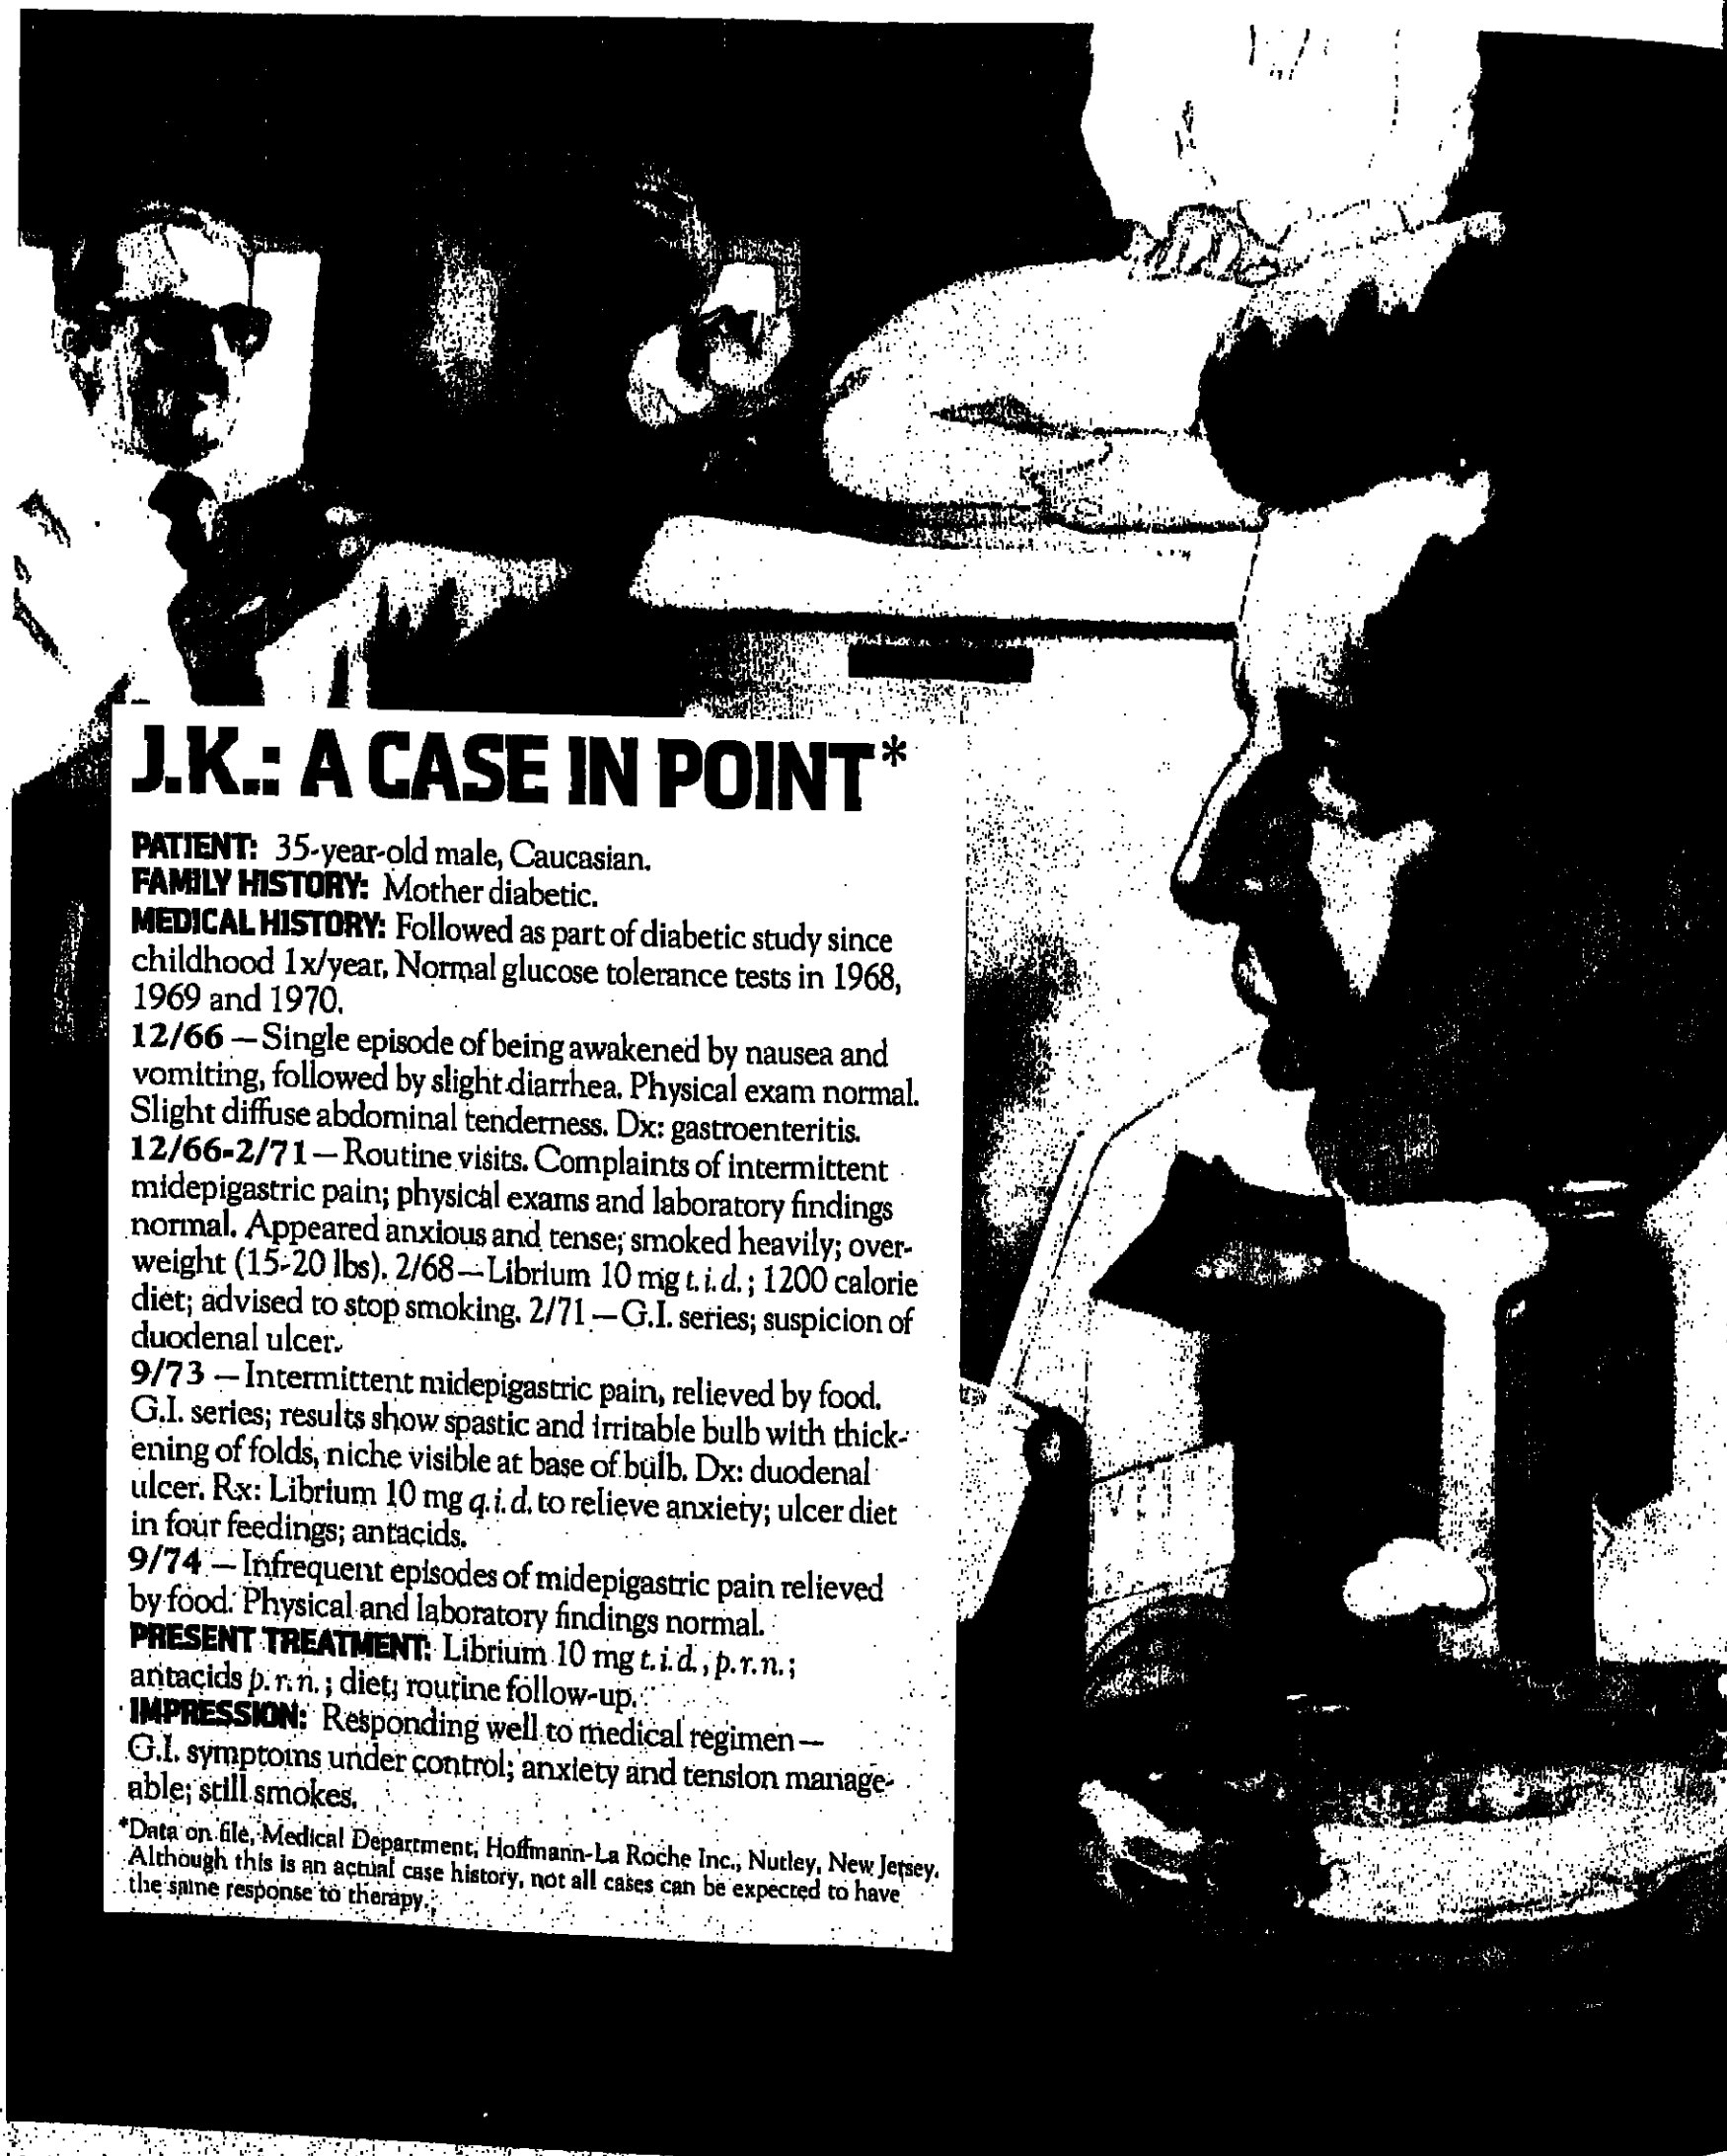 J.K.: A CASE IN POINT*
PATIENT: 35-year-old male, Caucasian.
FAMILY HISTORY: Mother diabetic.
MEDICAL HISTORY: Followed as part of diabetic study since
childhood 1x/year. Normal glucose tolerance tests in 1968,
1969 and 1970.
12/66 — Single episode of being awakened by nausea and
vomiting, followed by slight diarrhea. Physical exam normal.
Slight diffuse abdominal tenderness. Dx: gastroenteritis.
12/66-2/71 — Routine visits. Complaints of intermittent
midepigastric pain; physical exams and laboratory findings
normal. Appeared anxious and tense; smoked heavily; over-
weight (15-20 lbs). 2/68 — Librium 10 mg t.i.d.; 1200 calorie
diet; advised to stop smoking. 2/71 — G.I. series; suspicion of
duodenal ulcer.
9/73 — Intermittent midepigastric pain, relieved by food.
G.I. series; results show spastic and irritable bulb with thick-
ening of folds, niche visible at base of bulb. Dx: duodenal
ulcer. Rx: Librium 10 mg q.i.d. to relieve anxiety; ulcer diet
in four feedings; antacids.
9/74 — Infrequent episodes of midepigastric pain relieved
by food. Physical and laboratory findings normal.
PRESENT TREATMENT: Librium 10 mg t.i.d., p.r.n.;
antacids p.r.n.; diet; routine follow-up.
IMPRESSION: Responding well to medical regimen —
G.I. symptoms under control; anxiety and tension manage-
able; still smokes.
*Data on file, Medical Department, Hoffmann-La Roche Inc., Nutley, New Jersey.
Although this is an actual case history, not all cases can be expected to have
the same response to therapy.